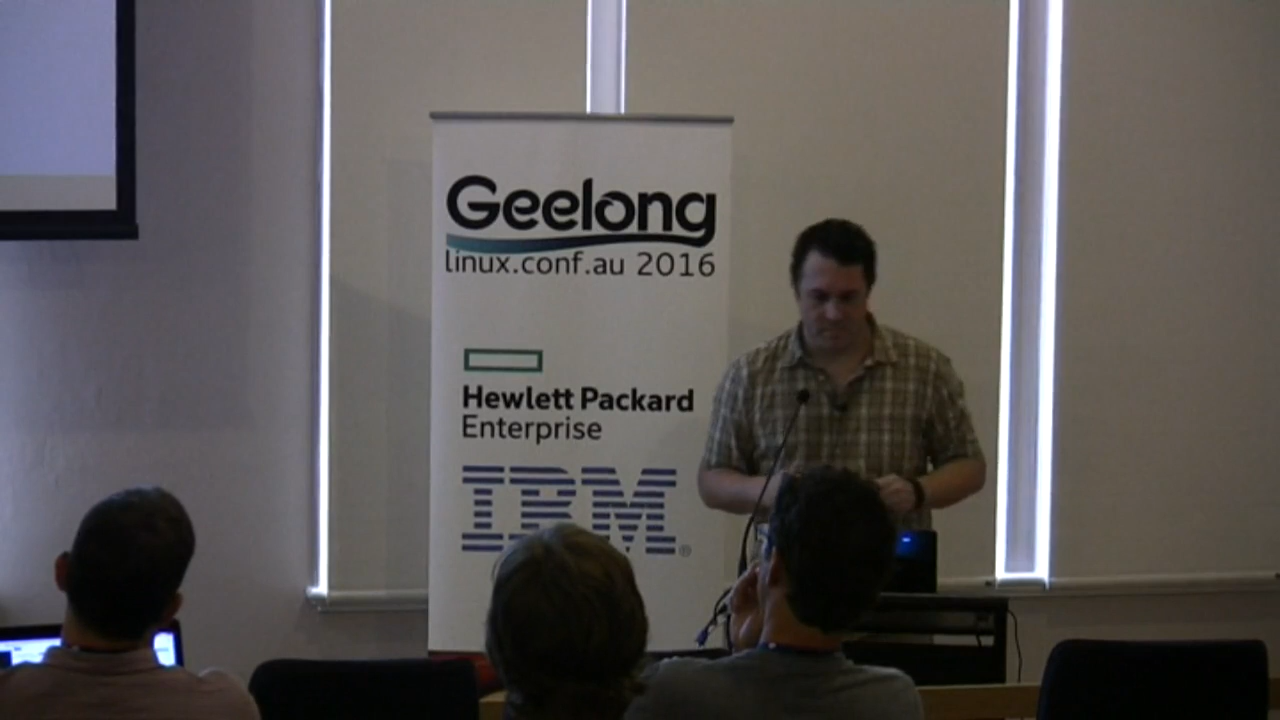 Geelong
linux.conf.au 2016
Hewlett Packard
Enterprise
IBM®